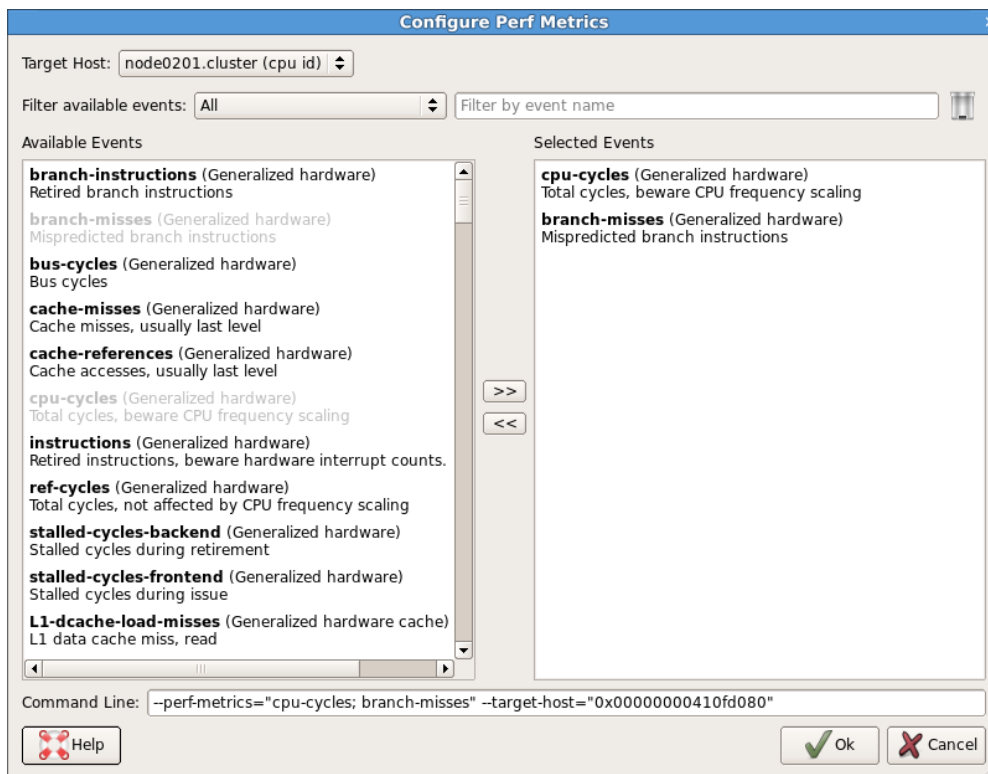 Configure Perf Metrics
Target Host: node0201.cluster (cpu id)
Filter available events: All Filter by event name
Available Events
branch-instructions (Generalized hardware)
Retired branch instructions
branch-misses (Generalized hardware)
Mispredicted branch instructions
bus-cycles (Generalized hardware)
Bus cycles
cache-misses (Generalized hardware)
Cache misses, usually last level
cache-references (Generalized hardware)
Cache accesses, usually last level
cpu-cycles (Generalized hardware)
Total cycles, beware CPU frequency scaling
instructions (Generalized hardware)
Retired instructions, beware hardware interrupt counts.
ref-cycles (Generalized hardware)
Total cycles, not affected by CPU frequency scaling
stalled-cycles-backend (Generalized hardware)
Stalled cycles during retirement
stalled-cycles-frontend (Generalized hardware)
Stalled cycles during issue
L1-dcache-load-misses (Generalized hardware cache)
L1 data cache miss, read
>>
<<
Selected Events
cpu-cycles (Generalized hardware)
Total cycles, beware CPU frequency scaling
branch-misses (Generalized hardware)
Mispredicted branch instructions
Command Line: --perf-metrics="cpu-cycles; branch-misses" --target-host="0x00000000410fd080"
Help
Ok
Cancel